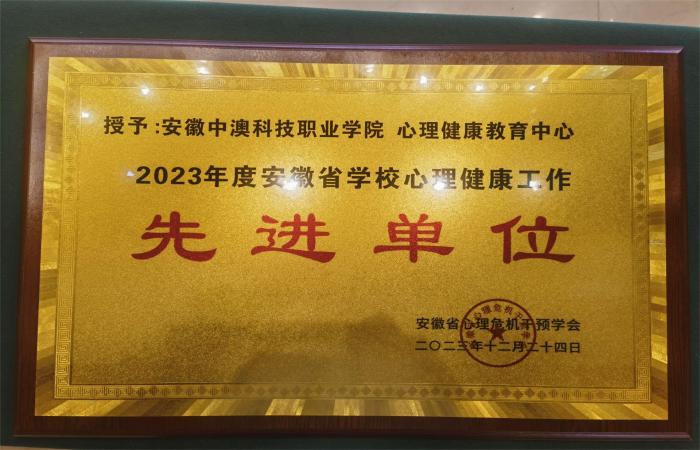 授予:安徽中澳科技职业学院 心理健康教育中心
2023年度安徽省学校心理健康工作
先进单位
安徽省心理危机干预学会
二〇二三年十二月二十四日